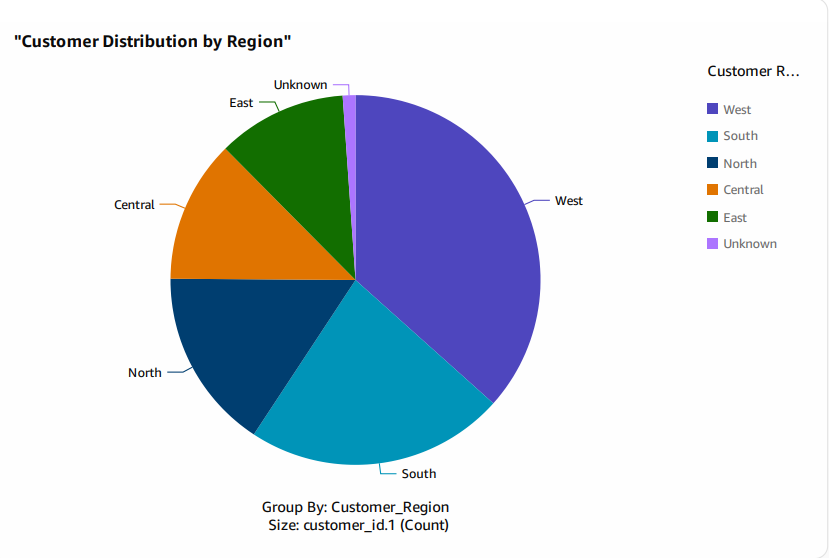 "Customer Distribution by Region"
Customer R...
West
South
North
Central
East
Unknown
Unknown
East
Central
West
North
South
Group By: Customer_Region
Size: customer_id.1 (Count)